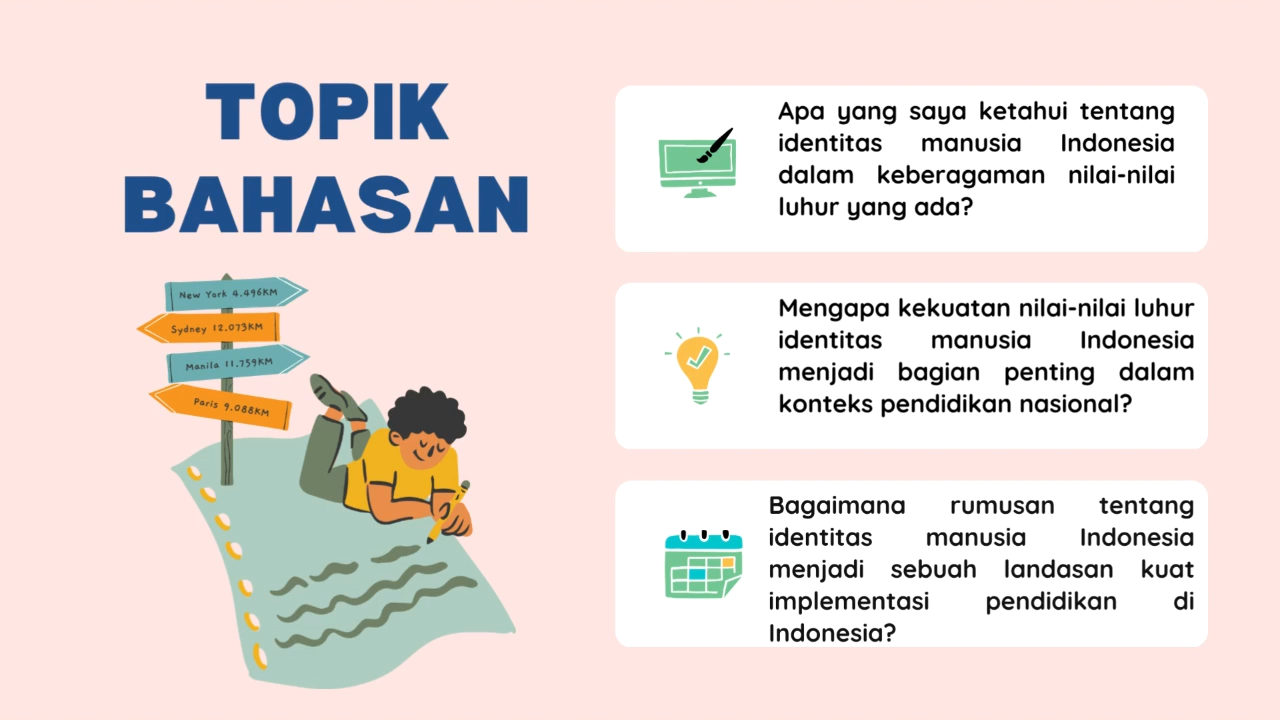 TOPIK
BAHASAN
New York 4.496KM
Sydney 12.073KM
Manila 11.759KM
Paris 9.088KM
Apa yang saya ketahui tentang
identitas manusia Indonesia
dalam keberagaman nilai-nilai
luhur yang ada?
Mengapa kekuatan nilai-nilai luhur
identitas manusia Indonesia
menjadi bagian penting dalam
konteks pendidikan nasional?
Bagaimana rumusan tentang
identitas manusia Indonesia
menjadi sebuah landasan kuat
implementasi pendidikan di
Indonesia?